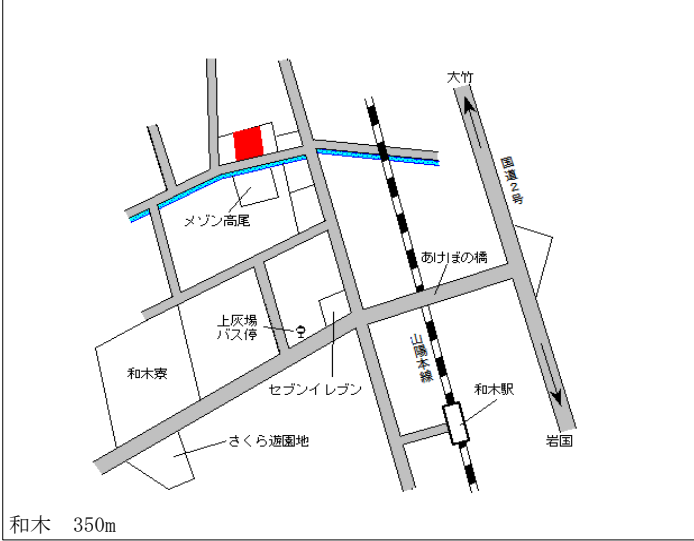 大竹
国道2号
メゾン高尾
あけぼの橋
上灰場
バス停
山陽本線
和木寮
セブンイレブン
和木駅
さくら遊園地
岩国
和木　350m